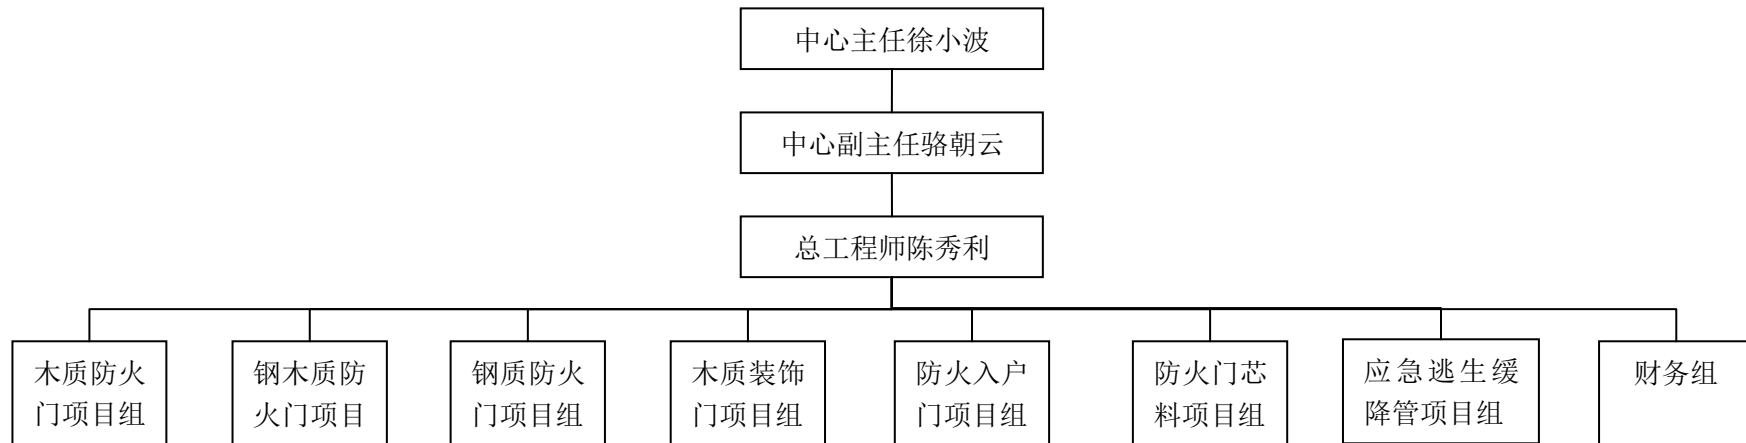 中心主任徐小波
中心副主任骆朝云
总工程师陈秀利
木质防火
门项目组
钢木质防
火门项目
钢质防火
门项目组
木质装饰
门项目组
防火入户
门项目组
防火门芯
料项目组
应急逃生缓
降管项目组
财务组